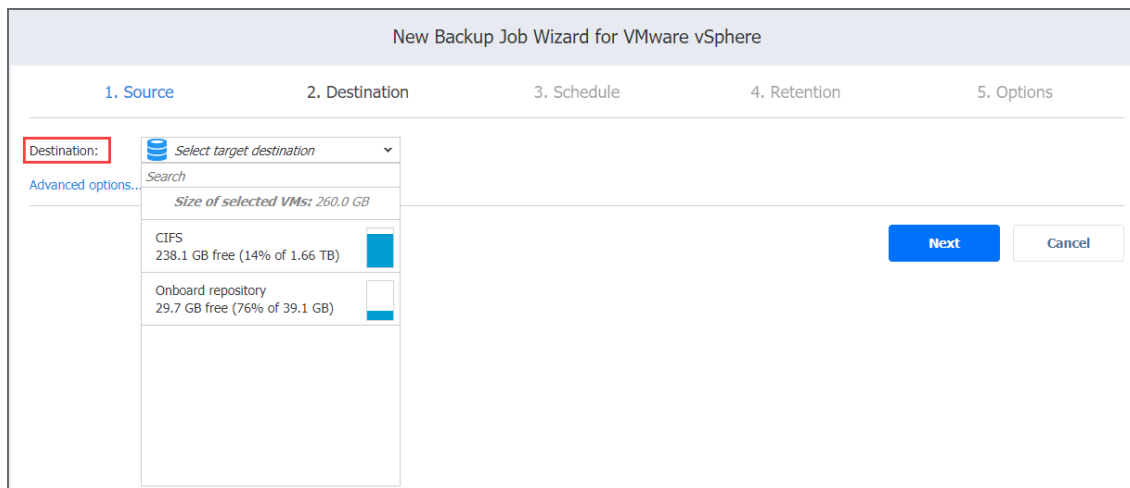 New Backup Job Wizard for VMware vSphere
1. Source 2. Destination 3. Schedule 4. Retention 5. Options
Destination: Select target destination
Search
Advanced options...
Size of selected VMs: 260.0 GB
CIFS
238.1 GB free (14% of 1.66 TB)
Next Cancel
Onboard repository
29.7 GB free (76% of 39.1 GB)